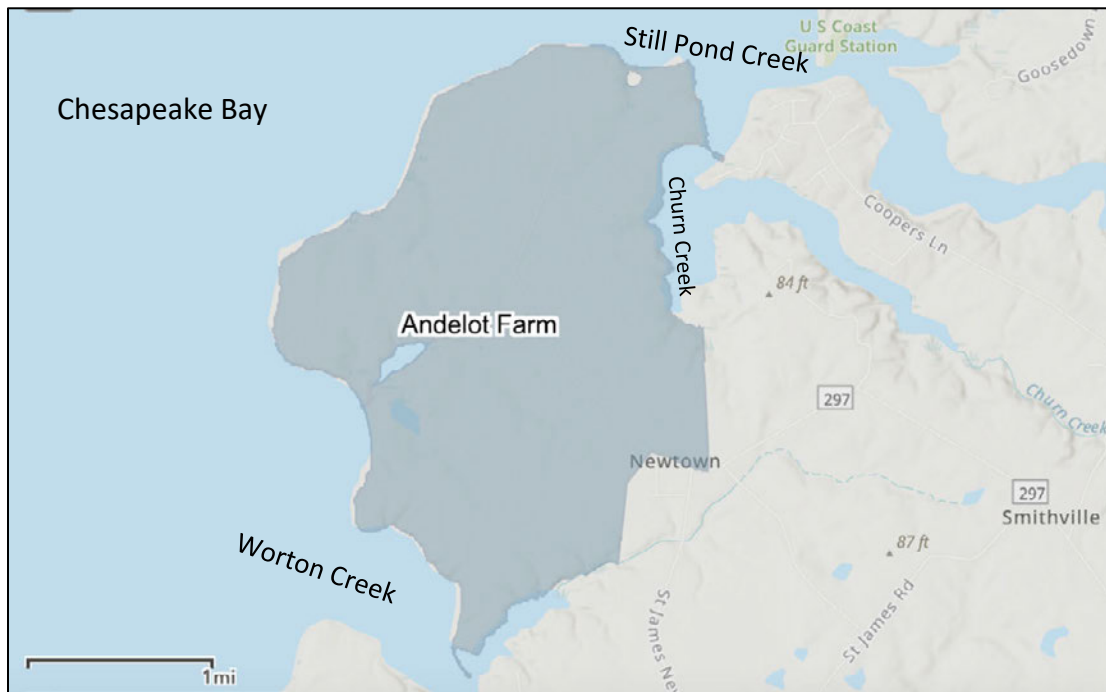 Still Pond Creek
U S Coast
Guard Station
Goosedown
Chesapeake Bay
Churn Creek
Coopers Ln
84 ft
Andelot Farm
297
Churn Creek
Newtown
297
Smithville
87 ft
Worton Creek
St James New
St James Rd
1mi